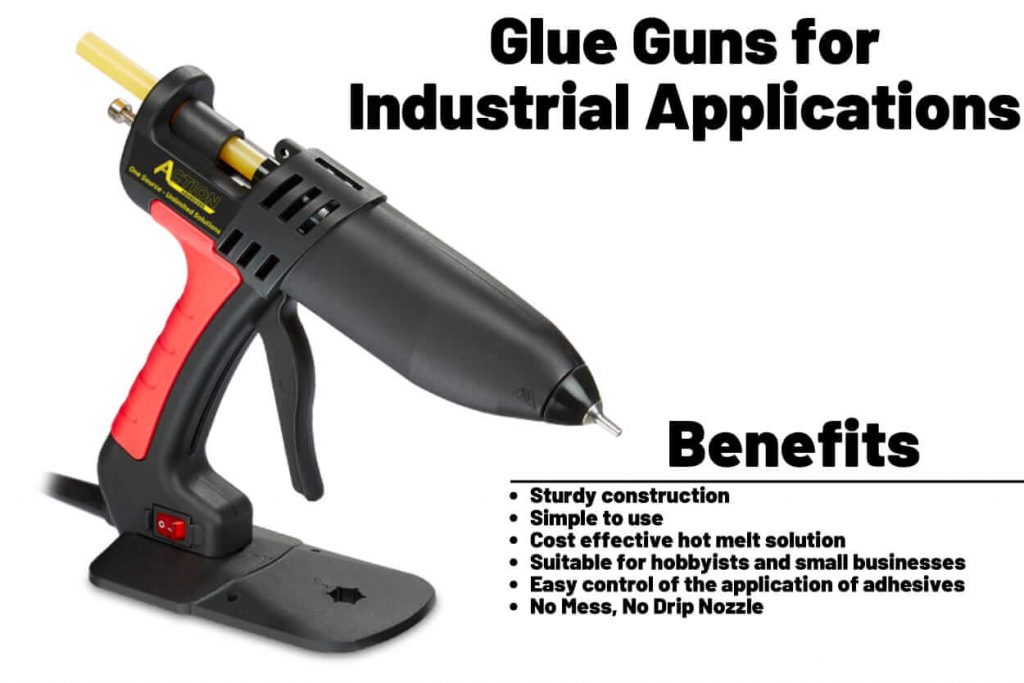 Glue Guns for
Industrial Applications
ACTION
One Source - Unlimited Solutions
Benefits
• Sturdy construction
• Simple to use
• Cost effective hot melt solution
• Suitable for hobbyists and small businesses
• Easy control of the application of adhesives
• No Mess, No Drip Nozzle